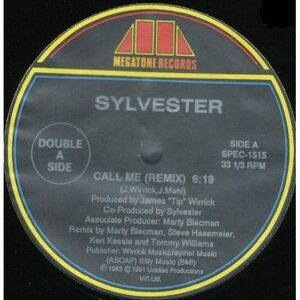 MEGATONE RECORDS
SYLVESTER
DOUBLE
A
SIDE
SIDE A
SPEC-1515
33 1/3 RPM
CALL ME (REMIX) 6:19
(J.Wirrick,J.Mohl)
Produced by James "Tip" Wirrick
Co-Produced by Sylvester
Associate Producer: Marty Blecman
Remix by Marty Blecman, Steve Hasemeier,
Ken Kessie and Tommy Williams
Publisher: Wirrick Music/Jeymol Music
(ASCAP) Silly Music (BMI)
℗ 1983 © 1991 Unidisc Productions
Int'l Ltd.